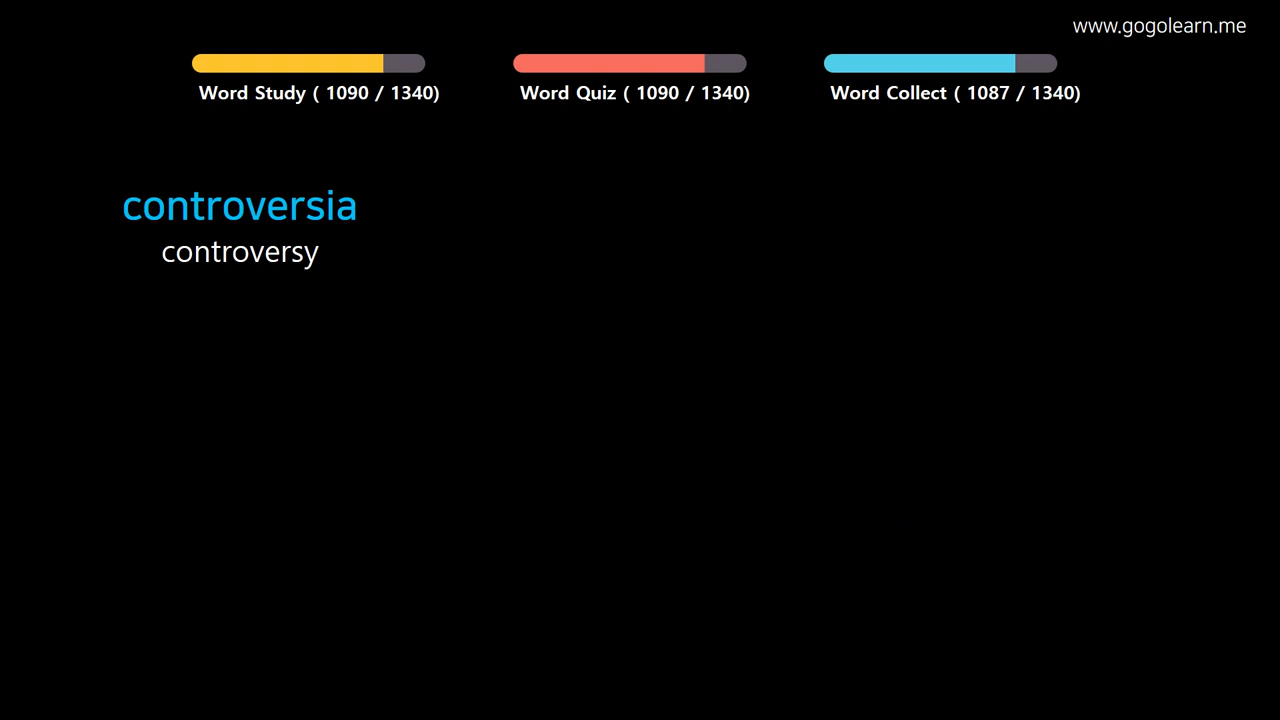 www.gogolearn.me
Word Study ( 1090 / 1340)
Word Quiz ( 1090 / 1340)
Word Collect ( 1087 / 1340)
controversia
controversy